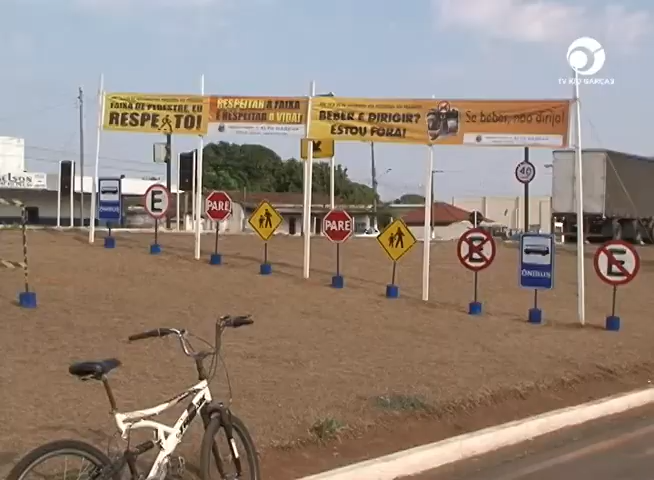 TV RIO GARÇAS
FAIXA DE PEDESTRE, EU
RESPEITO!
RESPEITAR A FAIXA
É RESPEITAR A VIDA!
BEBER E DIRIGIR?
ESTOU FORA!
Se beber, não dirija!
40
E
PARE
PARE
E
ÔNIBUS
E